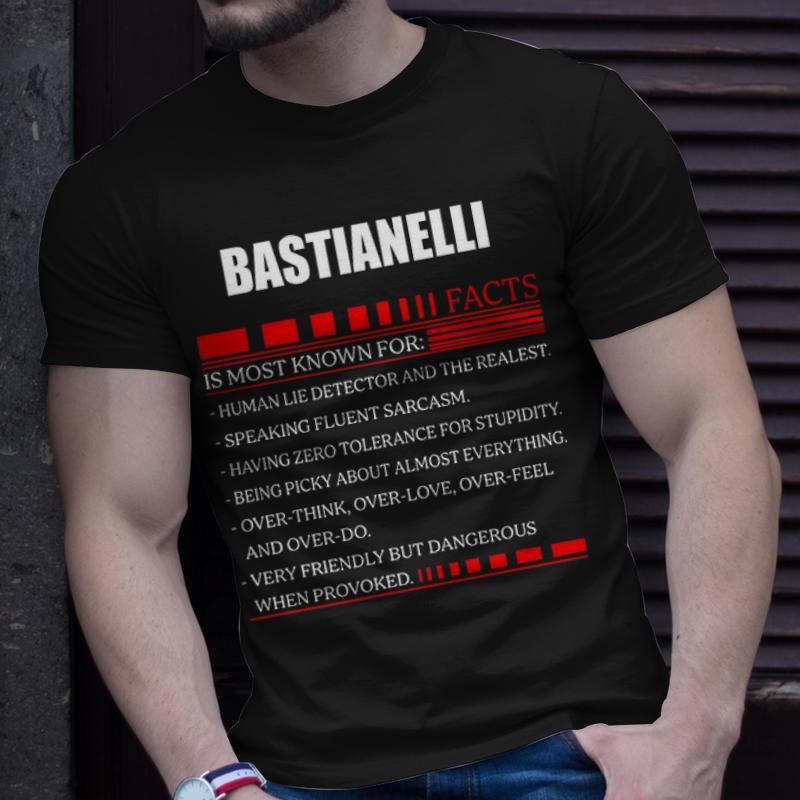 BASTIANELLI
FACTS
IS MOST KNOWN FOR:
- HUMAN LIE DETECTOR AND THE REALEST.
- SPEAKING FLUENT SARCASM.
- HAVING ZERO TOLERANCE FOR STUPIDITY.
- BEING PICKY ABOUT ALMOST EVERYTHING.
- OVER-THINK, OVER-LOVE, OVER-FEEL
AND OVER-DO.
- VERY FRIENDLY BUT DANGEROUS
WHEN PROVOKED.